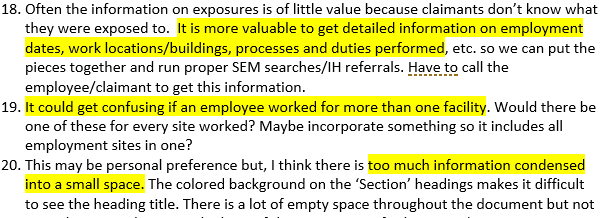 18. Often the information on exposures is of little value because claimants don't know what
they were exposed to. It is more valuable to get detailed information on employment
dates, work locations/buildings, processes and duties performed, etc. so we can put the
pieces together and run proper SEM searches/IH referrals. Have to call the
employee/claimant to get this information.
19. It could get confusing if an employee worked for more than one facility. Would there be
one of these for every site worked? Maybe incorporate something so it includes all
employment sites in one?
20. This may be personal preference but, I think there is too much information condensed
into a small space. The colored background on the 'Section' headings makes it difficult
to see the heading title. There is a lot of empty space throughout the document but not